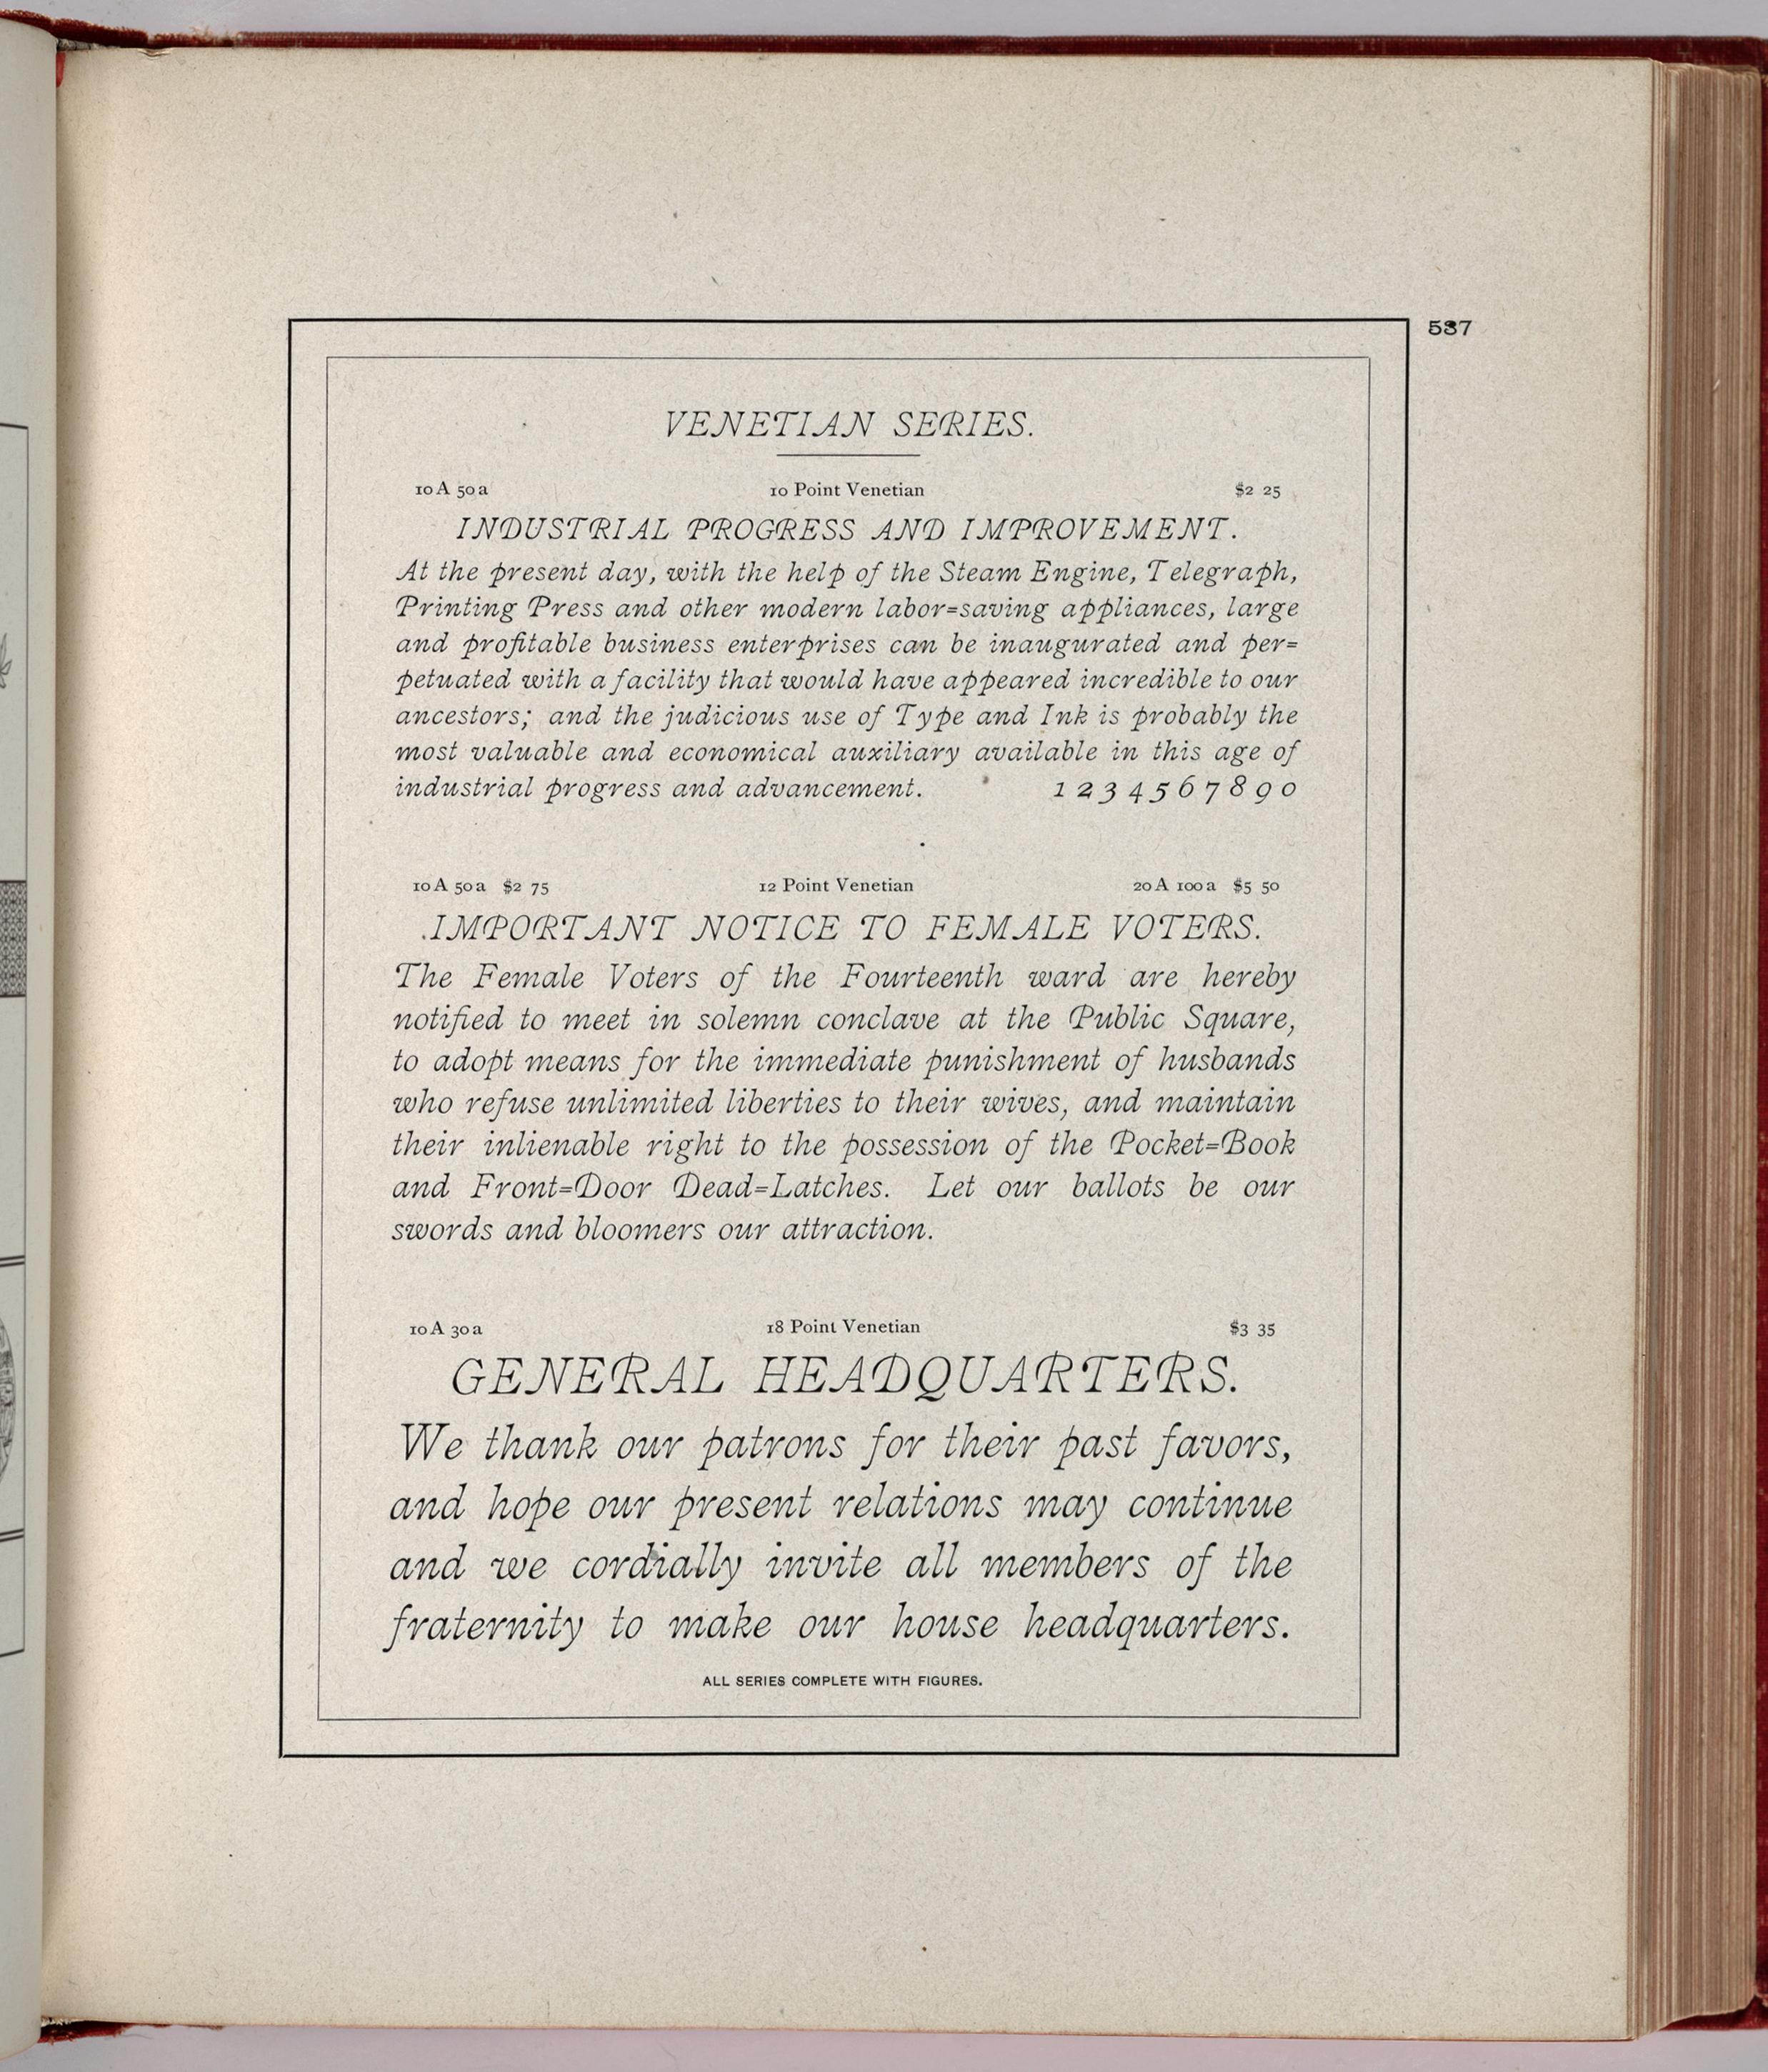 537
VENETIAN SERIES.
10 A 50 a 10 Point Venetian $2 25
INDUSTRIAL PROGRESS AND IMPROVEMENT.
At the present day, with the help of the Steam Engine, Telegraph,
Printing Press and other modern labor=saving appliances, large
and profitable business enterprises can be inaugurated and per=
petuated with a facility that would have appeared incredible to our
ancestors; and the judicious use of Type and Ink is probably the
most valuable and economical auxiliary available in this age of
industrial progress and advancement. 1 2 3 4 5 6 7 8 9 0
10 A 50 a $2 75 12 Point Venetian 20 A 100 a $5 50
IMPORTANT NOTICE TO FEMALE VOTERS.
The Female Voters of the Fourteenth ward are hereby
notified to meet in solemn conclave at the Public Square,
to adopt means for the immediate punishment of husbands
who refuse unlimited liberties to their wives, and maintain
their inlienable right to the possession of the Pocket=Book
and Front=Door Dead=Latches. Let our ballots be our
swords and bloomers our attraction.
10 A 30 a 18 Point Venetian $3 35
GENERAL HEADQUARTERS.
We thank our patrons for their past favors,
and hope our present relations may continue
and we cordially invite all members of the
fraternity to make our house headquarters.
ALL SERIES COMPLETE WITH FIGURES.